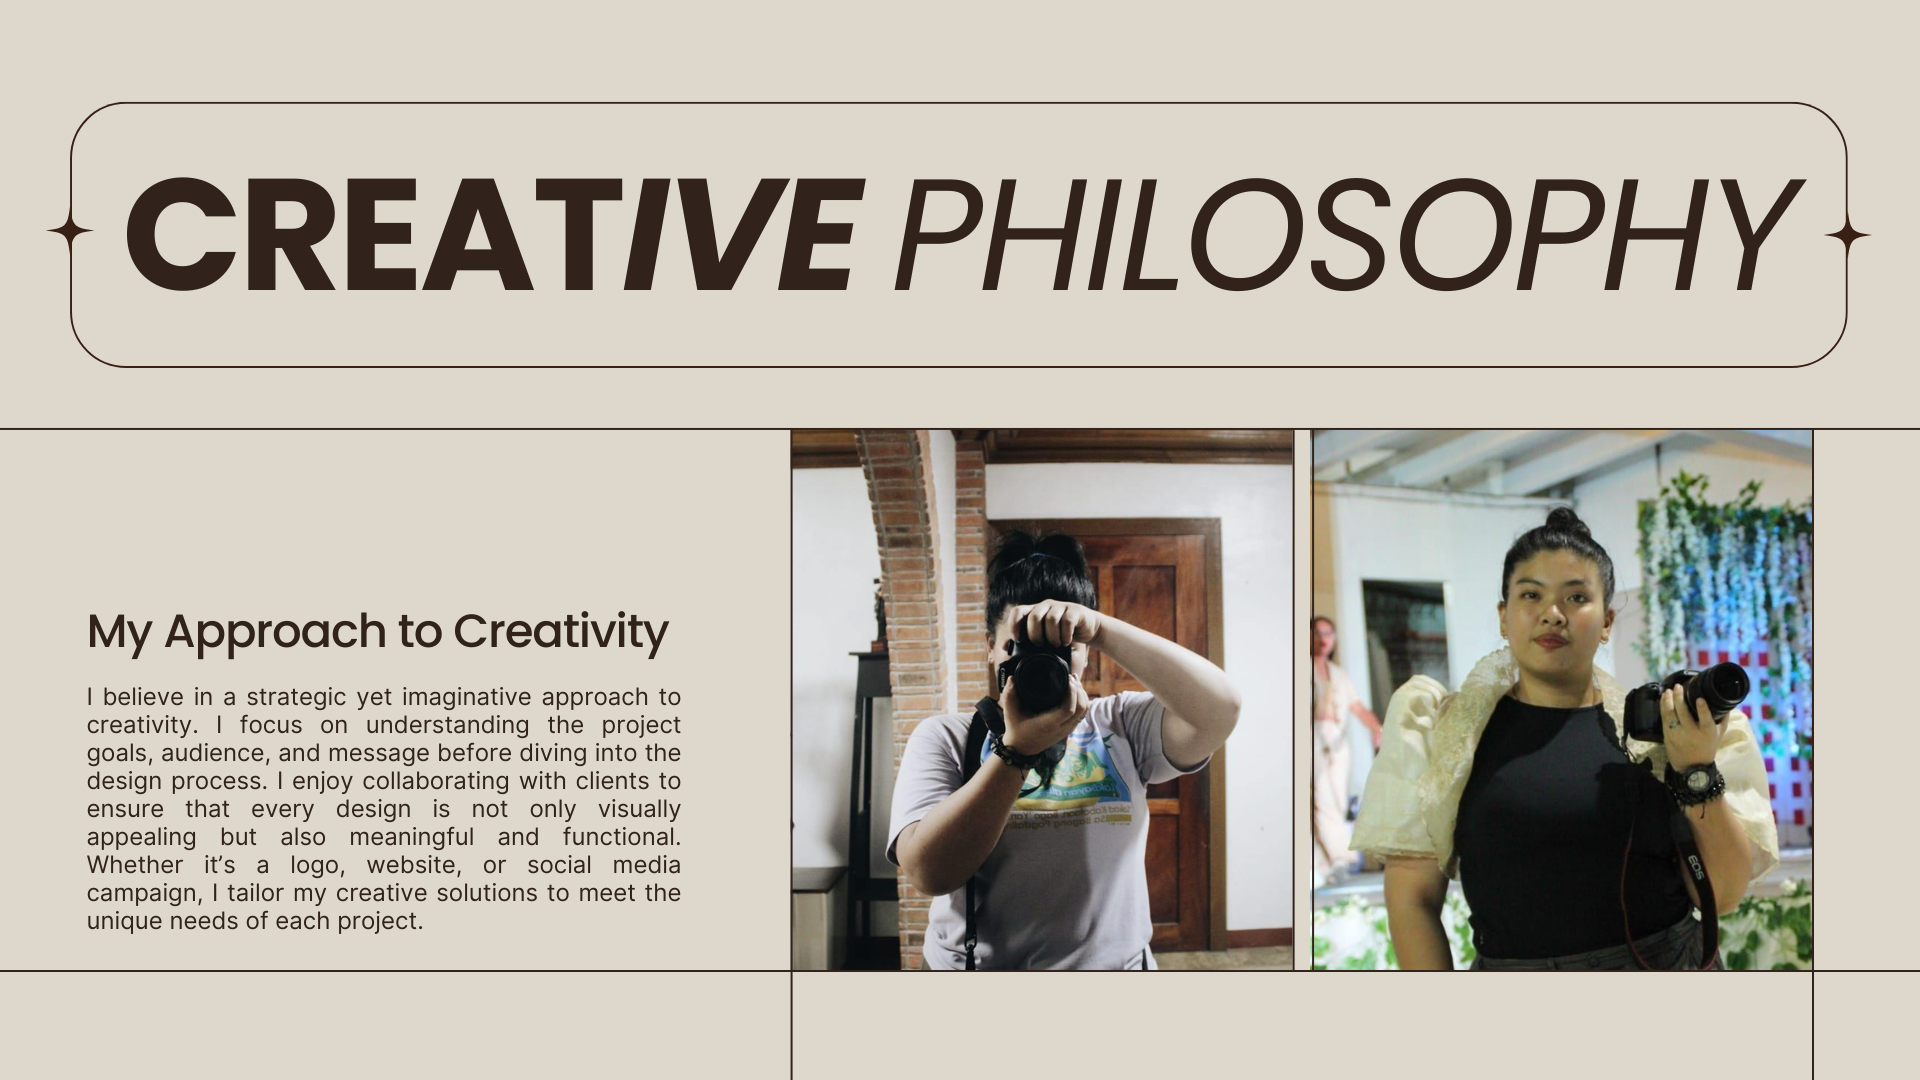 CREATIVE PHILOSOPHY
My Approach to Creativity
I believe in a strategic yet imaginative approach to
creativity. I focus on understanding the project
goals, audience, and message before diving into the
design process. I enjoy collaborating with clients to
ensure that every design is not only visually
appealing but also meaningful and functional.
Whether it’s a logo, website, or social media
campaign, I tailor my creative solutions to meet the
unique needs of each project.
EOS